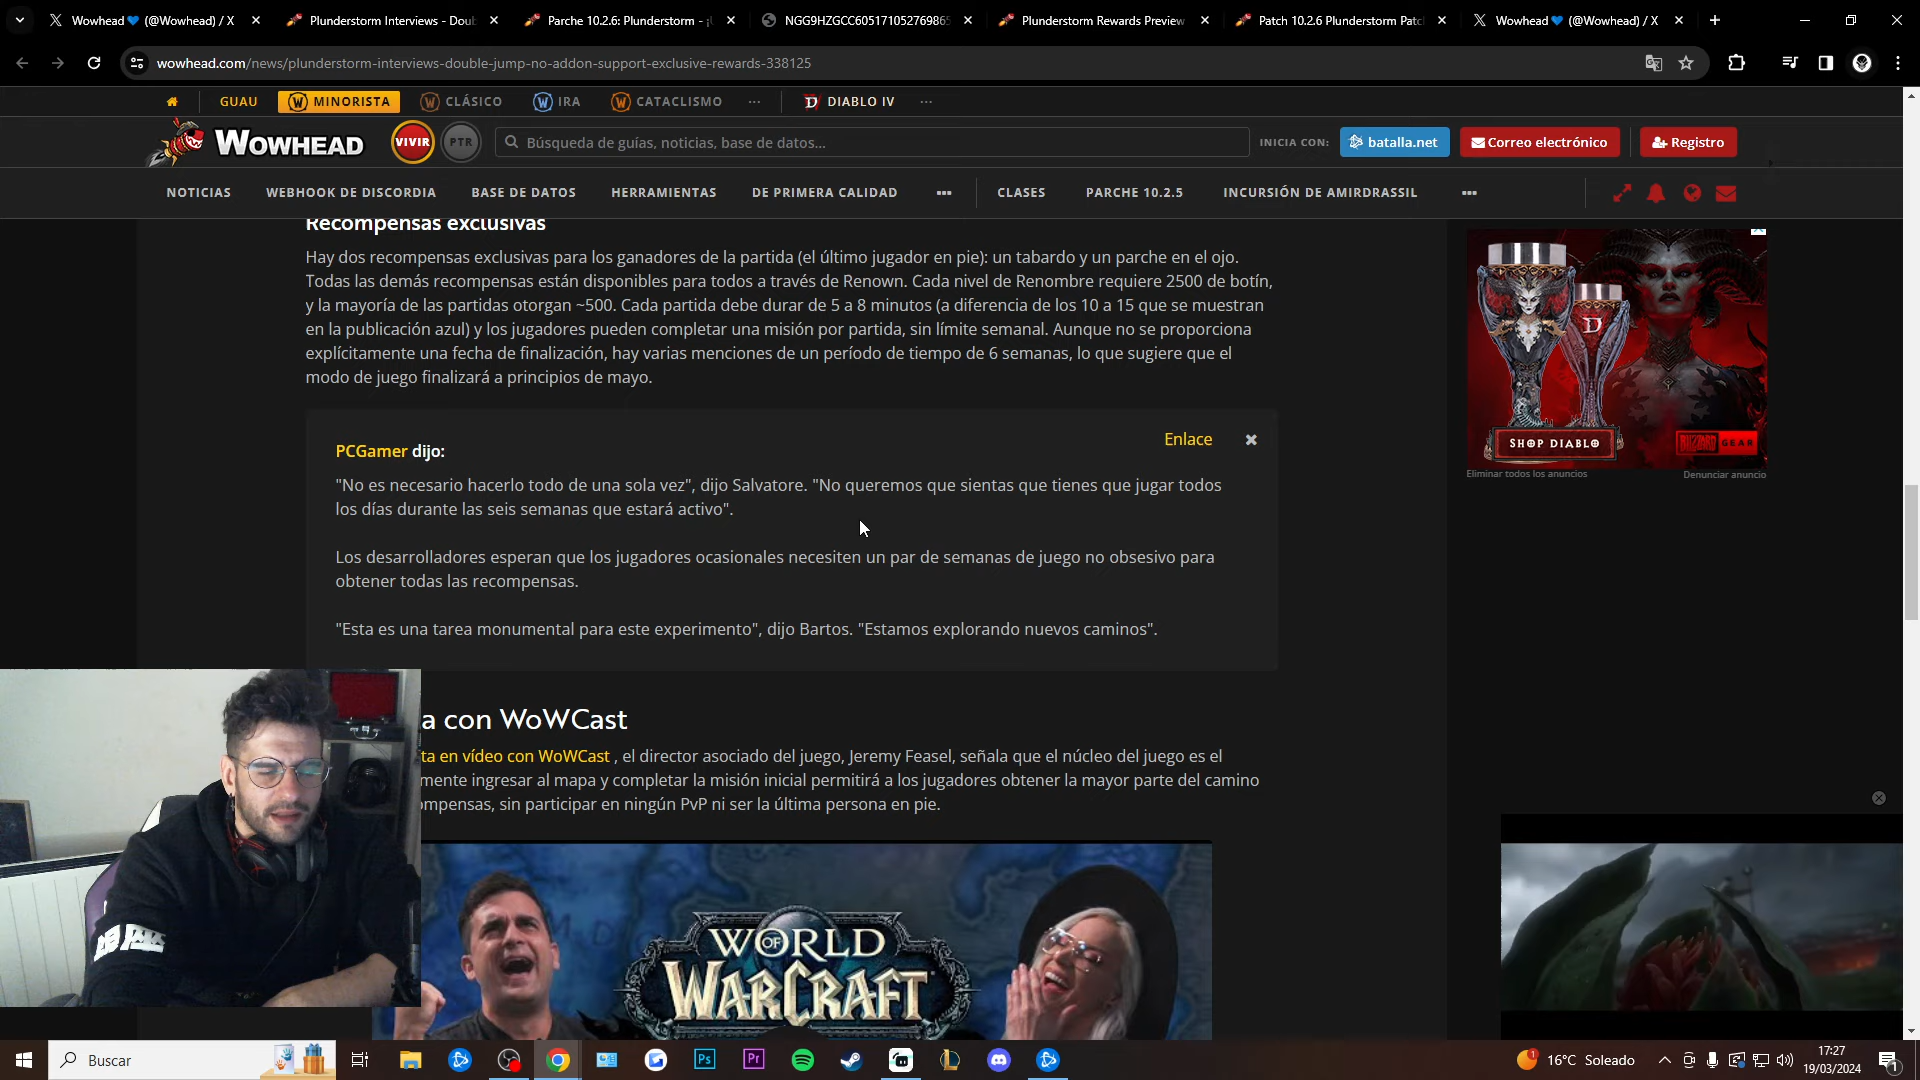 Wowhead💙 (@Wowhead) / X
Plunderstorm Interviews - Doub
Parche 10.2.6: Plunderstorm - ¡
NGG9HZGCC605171052769865
Plunderstorm Rewards Preview
Patch 10.2.6 Plunderstorm Patc
Wowhead💙 (@Wowhead) / X
wowhead.com/news/plunderstorm-interviews-double-jump-no-addon-support-exclusive-rewards-338125
GUAU
MINORISTA
CLÁSICO
IRA
CATACLISMO
DIABLO IV
WOWHEAD
VIVIR
PTR
Búsqueda de guías, noticias, base de datos...
INICIA CON:
batalla.net
Correo electrónico
Registro
NOTICIAS
WEBHOOK DE DISCORDIA
BASE DE DATOS
HERRAMIENTAS
DE PRIMERA CALIDAD
CLASES
PARCHE 10.2.5
INCURSIÓN DE AMIRDRASSIL
Recompensas exclusivas
Hay dos recompensas exclusivas para los ganadores de la partida (el último jugador en pie): un tabardo y un parche en el ojo.
Todas las demás recompensas están disponibles para todos a través de Renown. Cada nivel de Renombre requiere 2500 de botín,
y la mayoría de las partidas otorgan ~500. Cada partida debe durar de 5 a 8 minutos (a diferencia de los 10 a 15 que se muestran
en la publicación azul) y los jugadores pueden completar una misión por partida, sin límite semanal. Aunque no se proporciona
explícitamente una fecha de finalización, hay varias menciones de un período de tiempo de 6 semanas, lo que sugiere que el
modo de juego finalizará a principios de mayo.
Enlace
PCGamer dijo:
"No es necesario hacerlo todo de una sola vez", dijo Salvatore. "No queremos que sientas que tienes que jugar todos
los días durante las seis semanas que estará activo".
Los desarrolladores esperan que los jugadores ocasionales necesiten un par de semanas de juego no obsesivo para
obtener todas las recompensas.
"Esta es una tarea monumental para este experimento", dijo Bartos. "Estamos explorando nuevos caminos".
a con WoWCast
ta en vídeo con WoWCast , el director asociado del juego, Jeremy Feasel, señala que el núcleo del juego es el
mente ingresar al mapa y completar la misión inicial permitirá a los jugadores obtener la mayor parte del camino
ompensas, sin participar en ningún PvP ni ser la última persona en pie.
WORLD
OF
WARCRAFT
SHOP DIABLO
BLIZZARD GEAR
Eliminar todos los anuncios
Denunciar anuncio
Buscar
Ps
Pr
1
16°C Soleado
17:27
19/03/2024
1